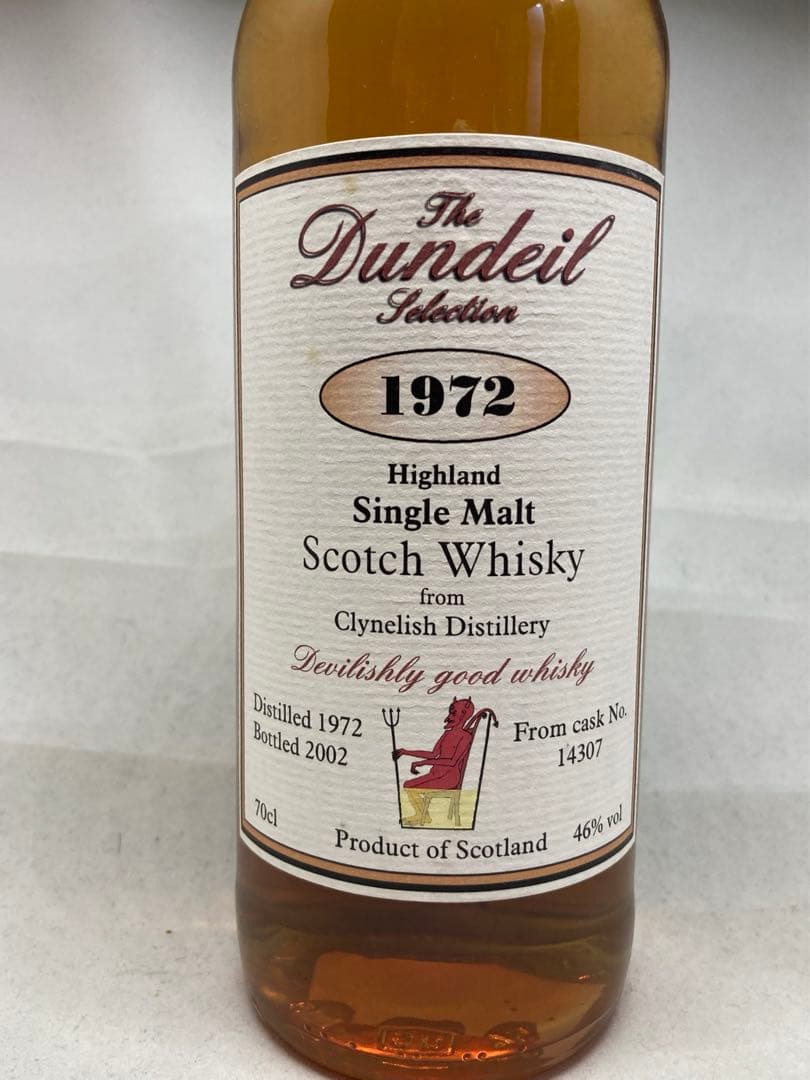 The
Dundeil
Selection
1972
Highland
Single Malt
Scotch Whisky
from
Clynelish Distillery
Devilishly good whisky
Distilled 1972
Bottled 2002
From cask No.
14307
70cl
Product of Scotland
46% vol